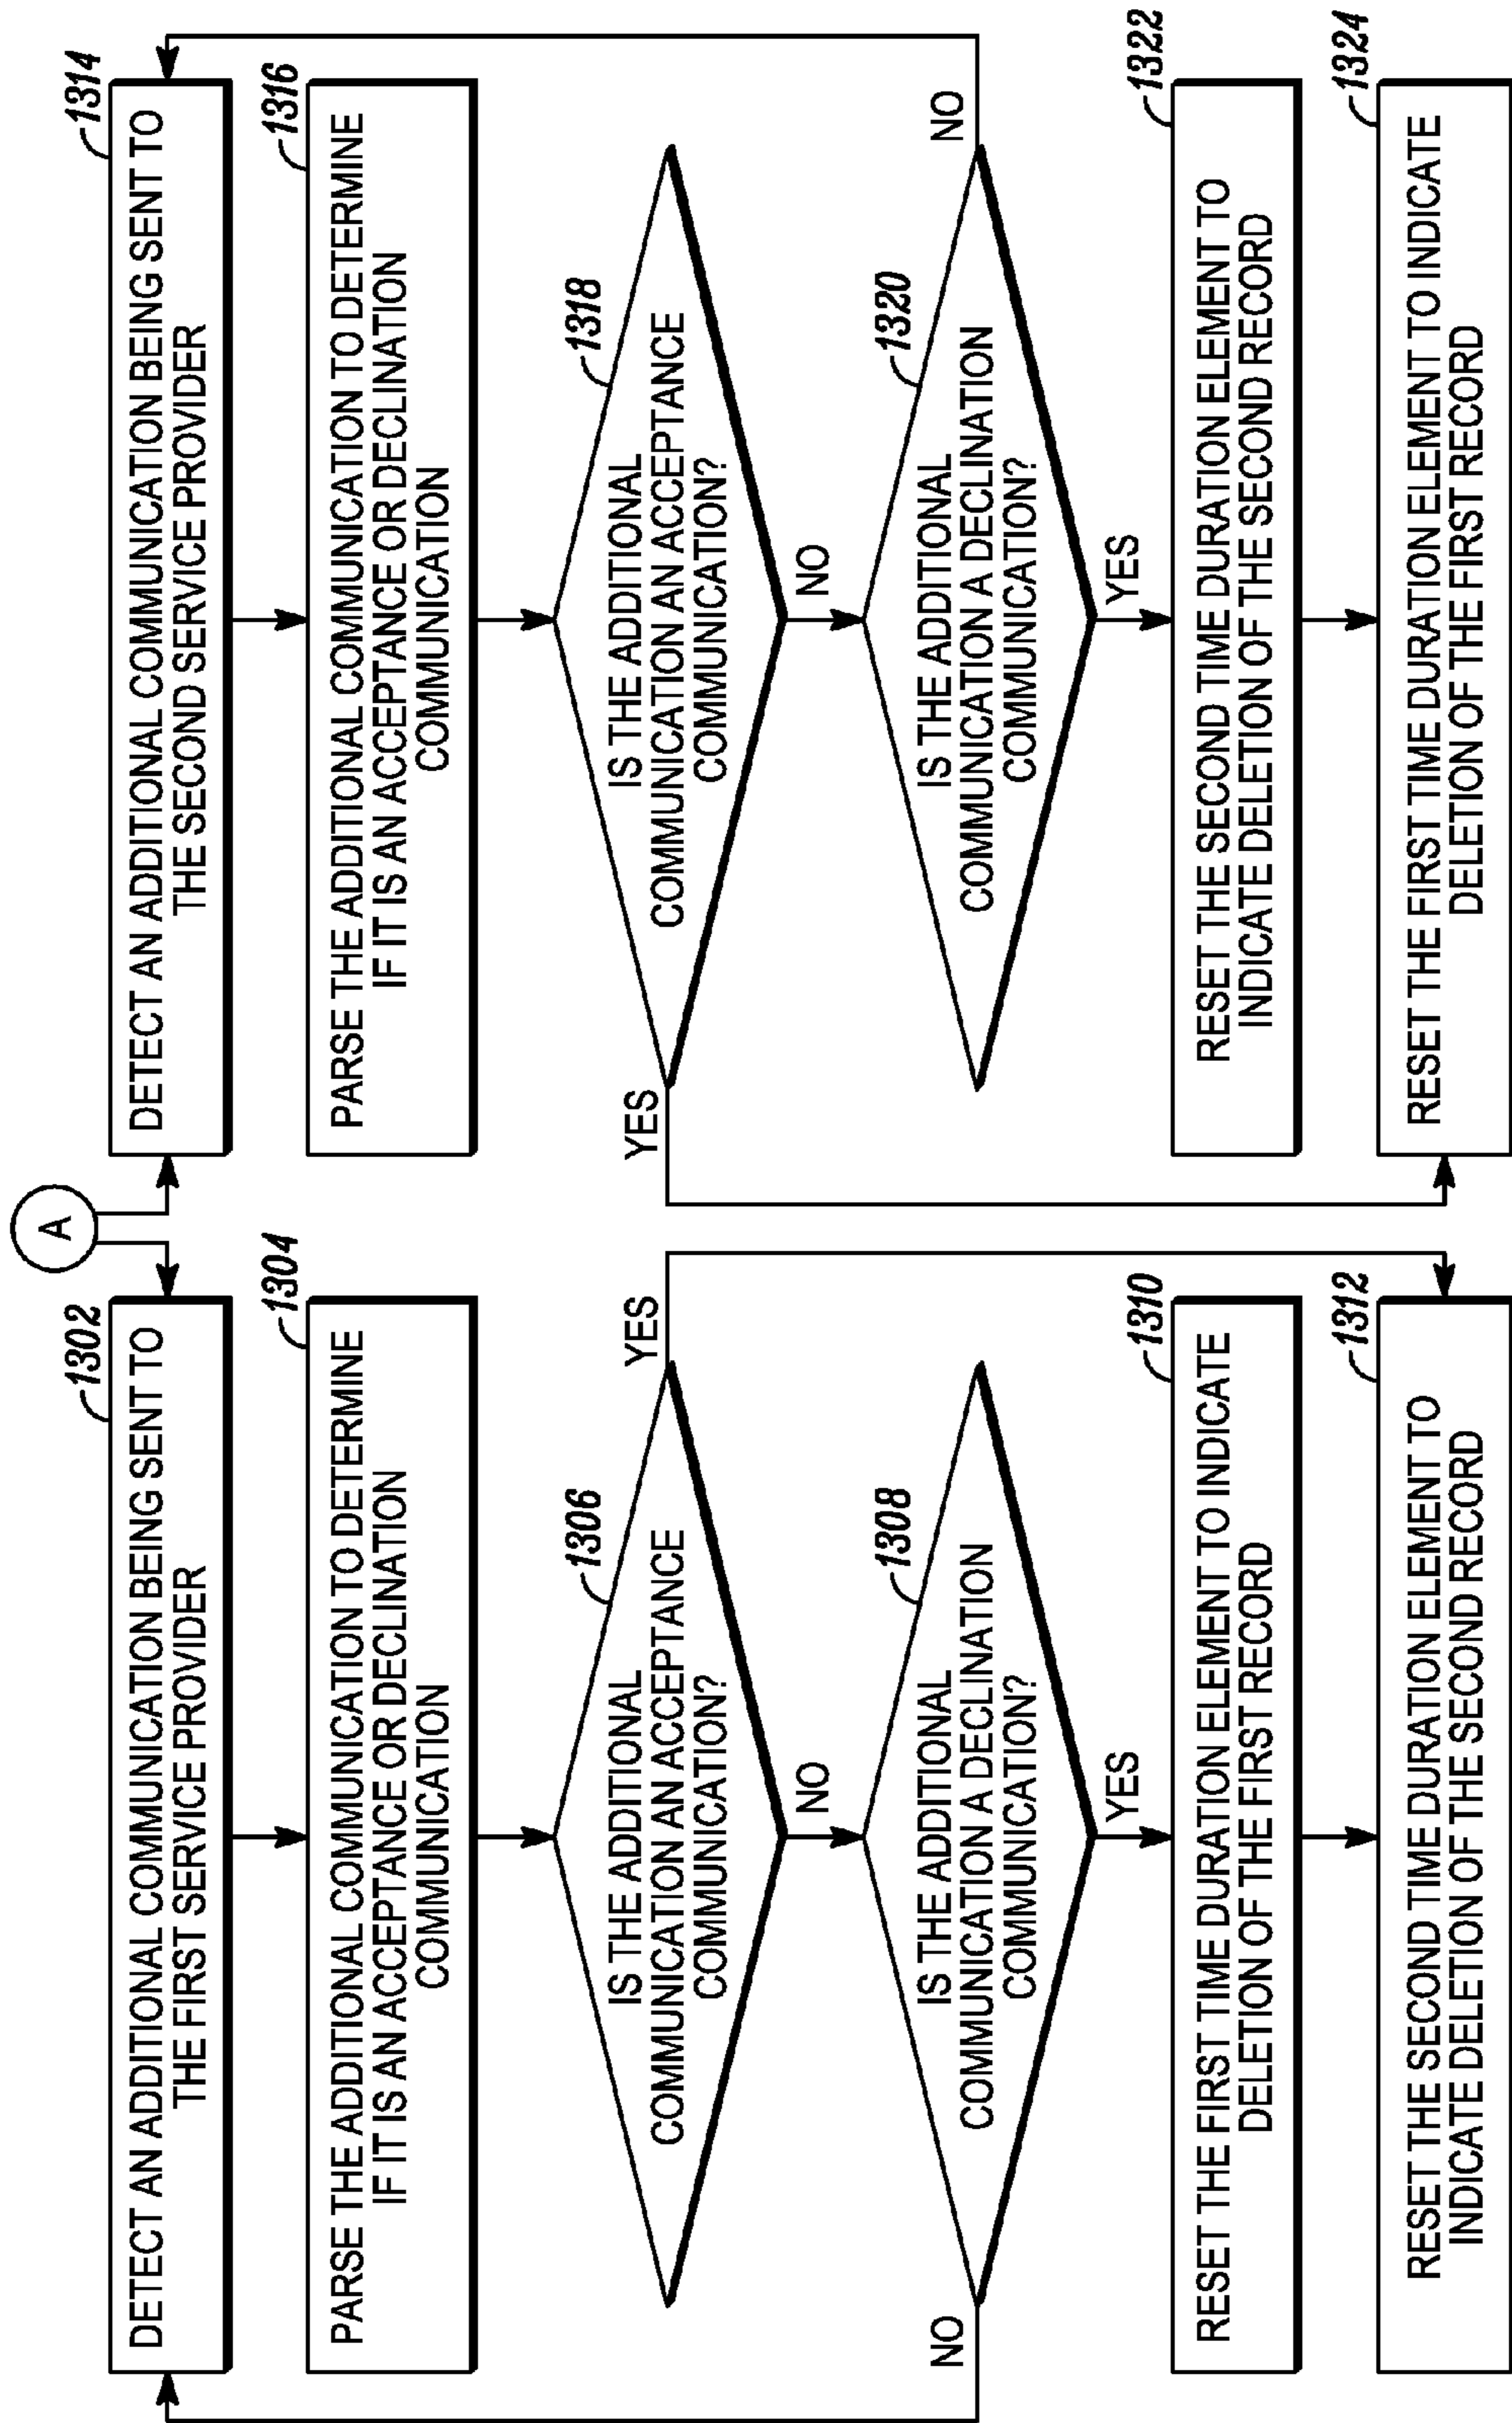 A
1302
DETECT AN ADDITIONAL COMMUNICATION BEING SENT TO
THE FIRST SERVICE PROVIDER
1304
PARSE THE ADDITIONAL COMMUNICATION TO DETERMINE
IF IT IS AN ACCEPTANCE OR DECLINATION
COMMUNICATION
1306
IS THE ADDITIONAL
COMMUNICATION AN ACCEPTANCE
COMMUNICATION?
YES
NO
1308
IS THE ADDITIONAL
COMMUNICATION A DECLINATION
COMMUNICATION?
NO
YES
1310
RESET THE FIRST TIME DURATION ELEMENT TO INDICATE
DELETION OF THE FIRST RECORD
1312
RESET THE SECOND TIME DURATION ELEMENT TO
INDICATE DELETION OF THE SECOND RECORD
1314
DETECT AN ADDITIONAL COMMUNICATION BEING SENT TO
THE SECOND SERVICE PROVIDER
1316
PARSE THE ADDITIONAL COMMUNICATION TO DETERMINE
IF IT IS AN ACCEPTANCE OR DECLINATION
COMMUNICATION
1318
IS THE ADDITIONAL
COMMUNICATION AN ACCEPTANCE
COMMUNICATION?
YES
NO
1320
IS THE ADDITIONAL
COMMUNICATION A DECLINATION
COMMUNICATION?
NO
YES
1322
RESET THE SECOND TIME DURATION ELEMENT TO
INDICATE DELETION OF THE SECOND RECORD
1324
RESET THE FIRST TIME DURATION ELEMENT TO INDICATE
DELETION OF THE FIRST RECORD